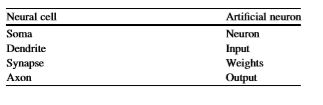 Neural cell Artificial neuron
Soma Neuron
Dendrite Input
Synapse Weights
Axon Output